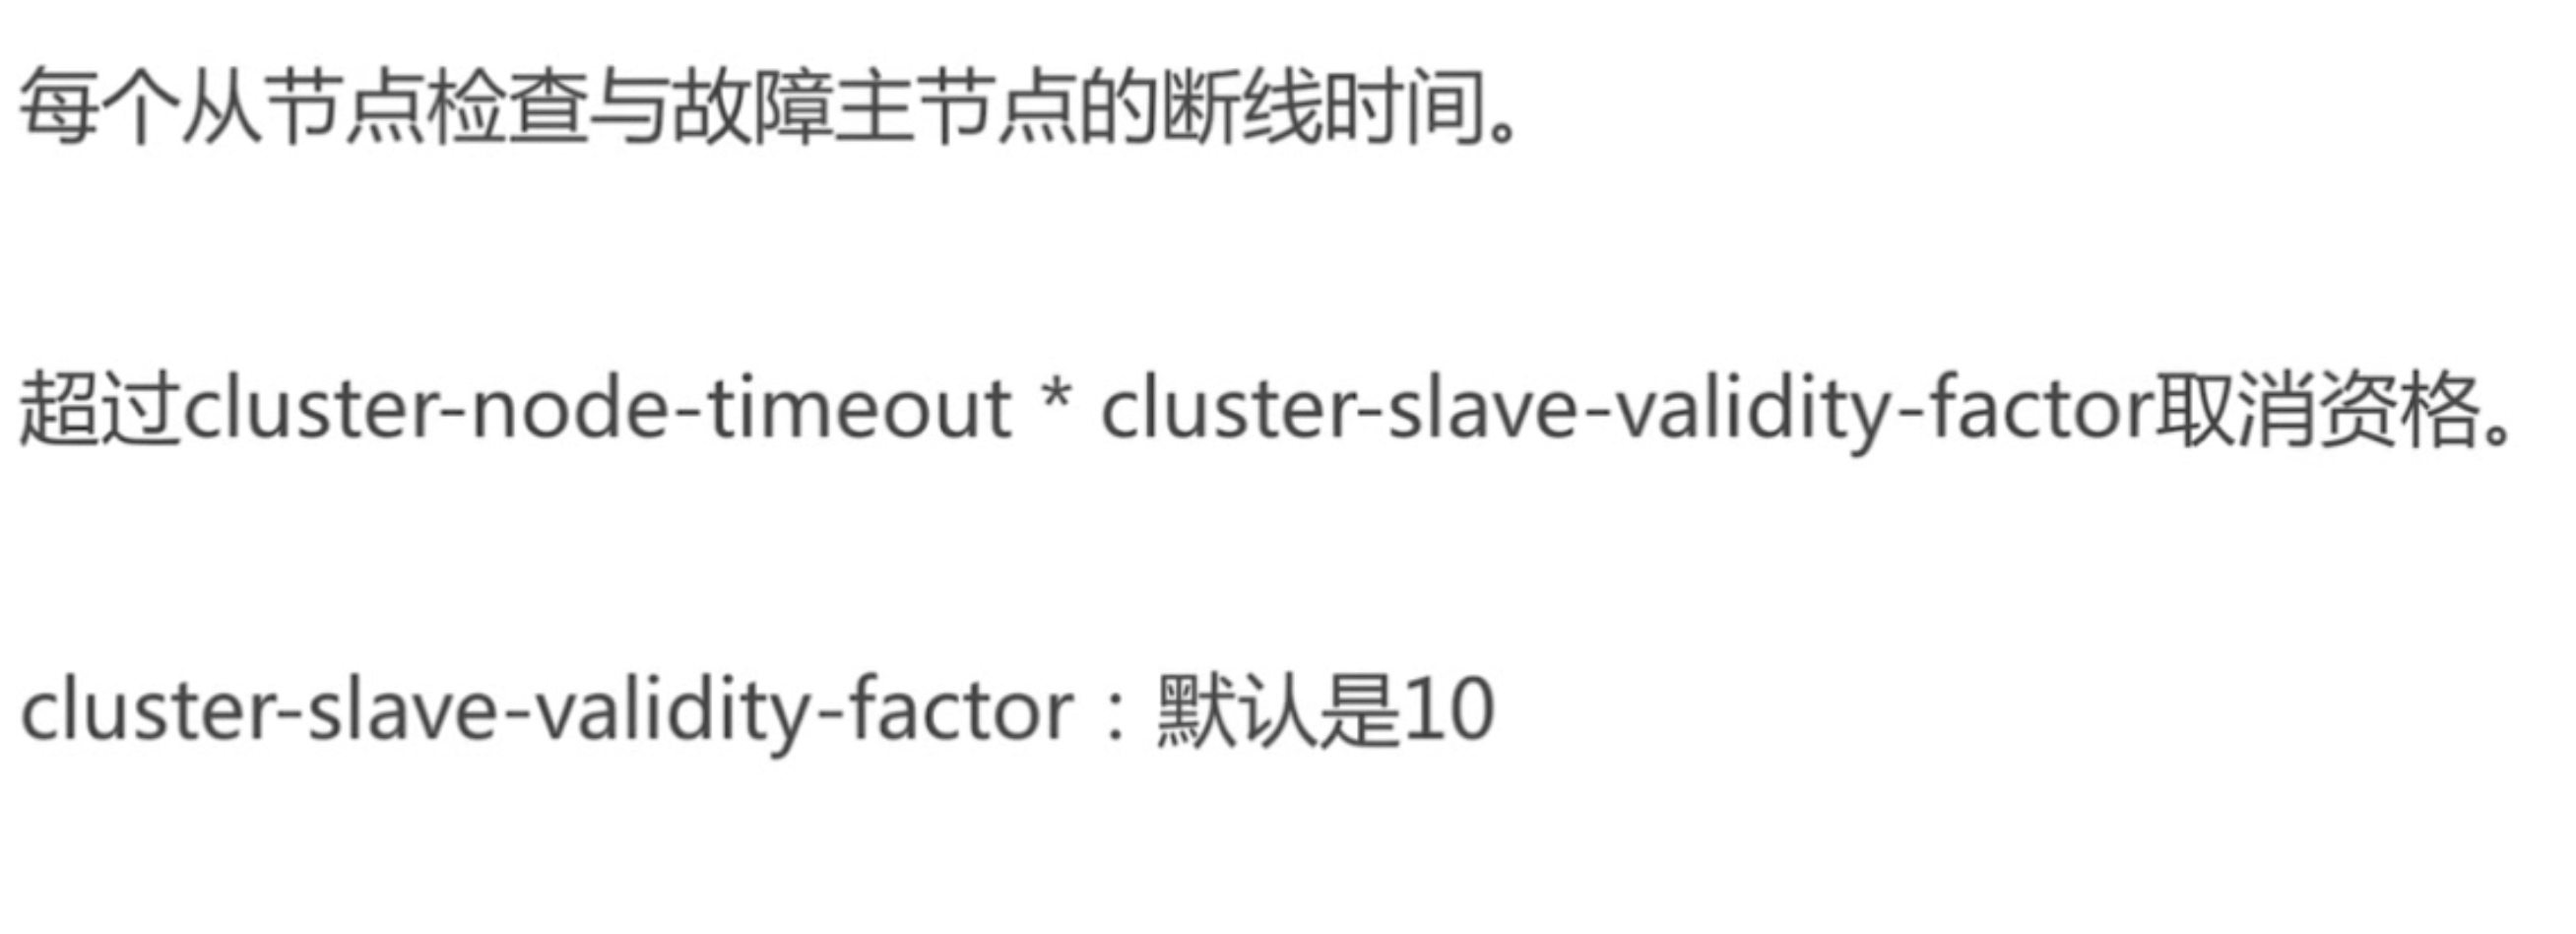 每个从节点检查与故障主节点的断线时间。
超过cluster-node-timeout * cluster-slave-validity-factor取消资格。
cluster-slave-validity-factor：默认是10